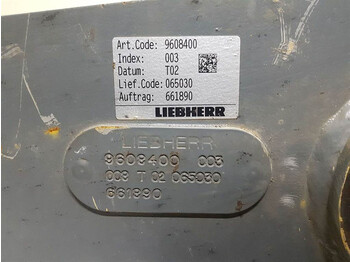 Art.Code: 9608400
Index: 003
Datum: T02
Lief.Code: 065030
Auftrag: 661890
LIEBHERR
LIEBHERR
9608400 003
009 T 02 065030
661890